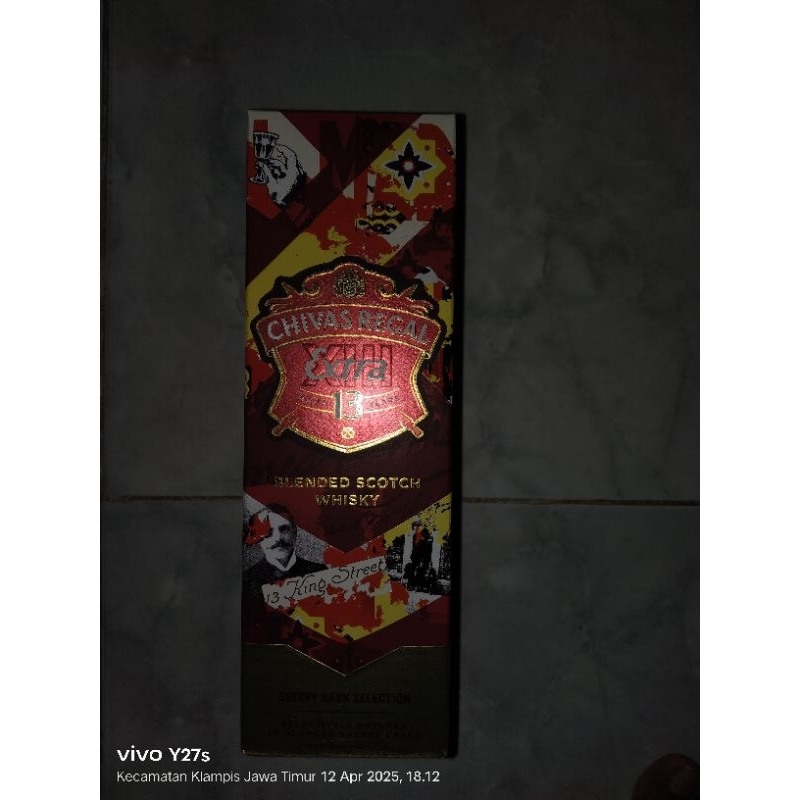 CHIVAS REGAL
XIII
Extra
13
BLENDED SCOTCH
WHISKY
13 King Street
SHERRY CASK SELECTION
vivo Y27s
Kecamatan Klampis Jawa Timur 12 Apr 2025, 18.12